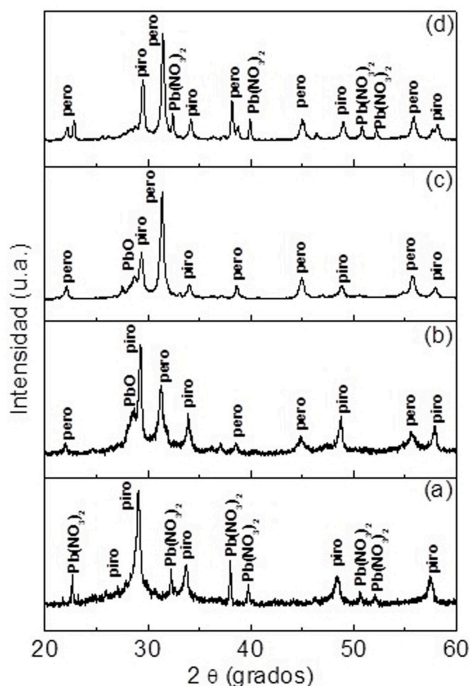 (d)
pero
piro
pero
Pb(NO₃)₂
piro
pero
Pb(NO₃)₂
pero
piro
Pb(NO₃)₂
Pb(NO₃)₂
pero
piro
(c)
pero
PbO
piro
pero
piro
pero
pero
piro
pero
piro
(b)
pero
PbO
piro
pero
piro
pero
pero
piro
pero
piro
(a)
Pb(NO₃)₂
piro
piro
Pb(NO₃)₂
piro
Pb(NO₃)₂
Pb(NO₃)₂
piro
Pb(NO₃)₂
Pb(NO₃)₂
piro
Intensidad (u.a.)
20 30 40 50 60
2 θ (grados)